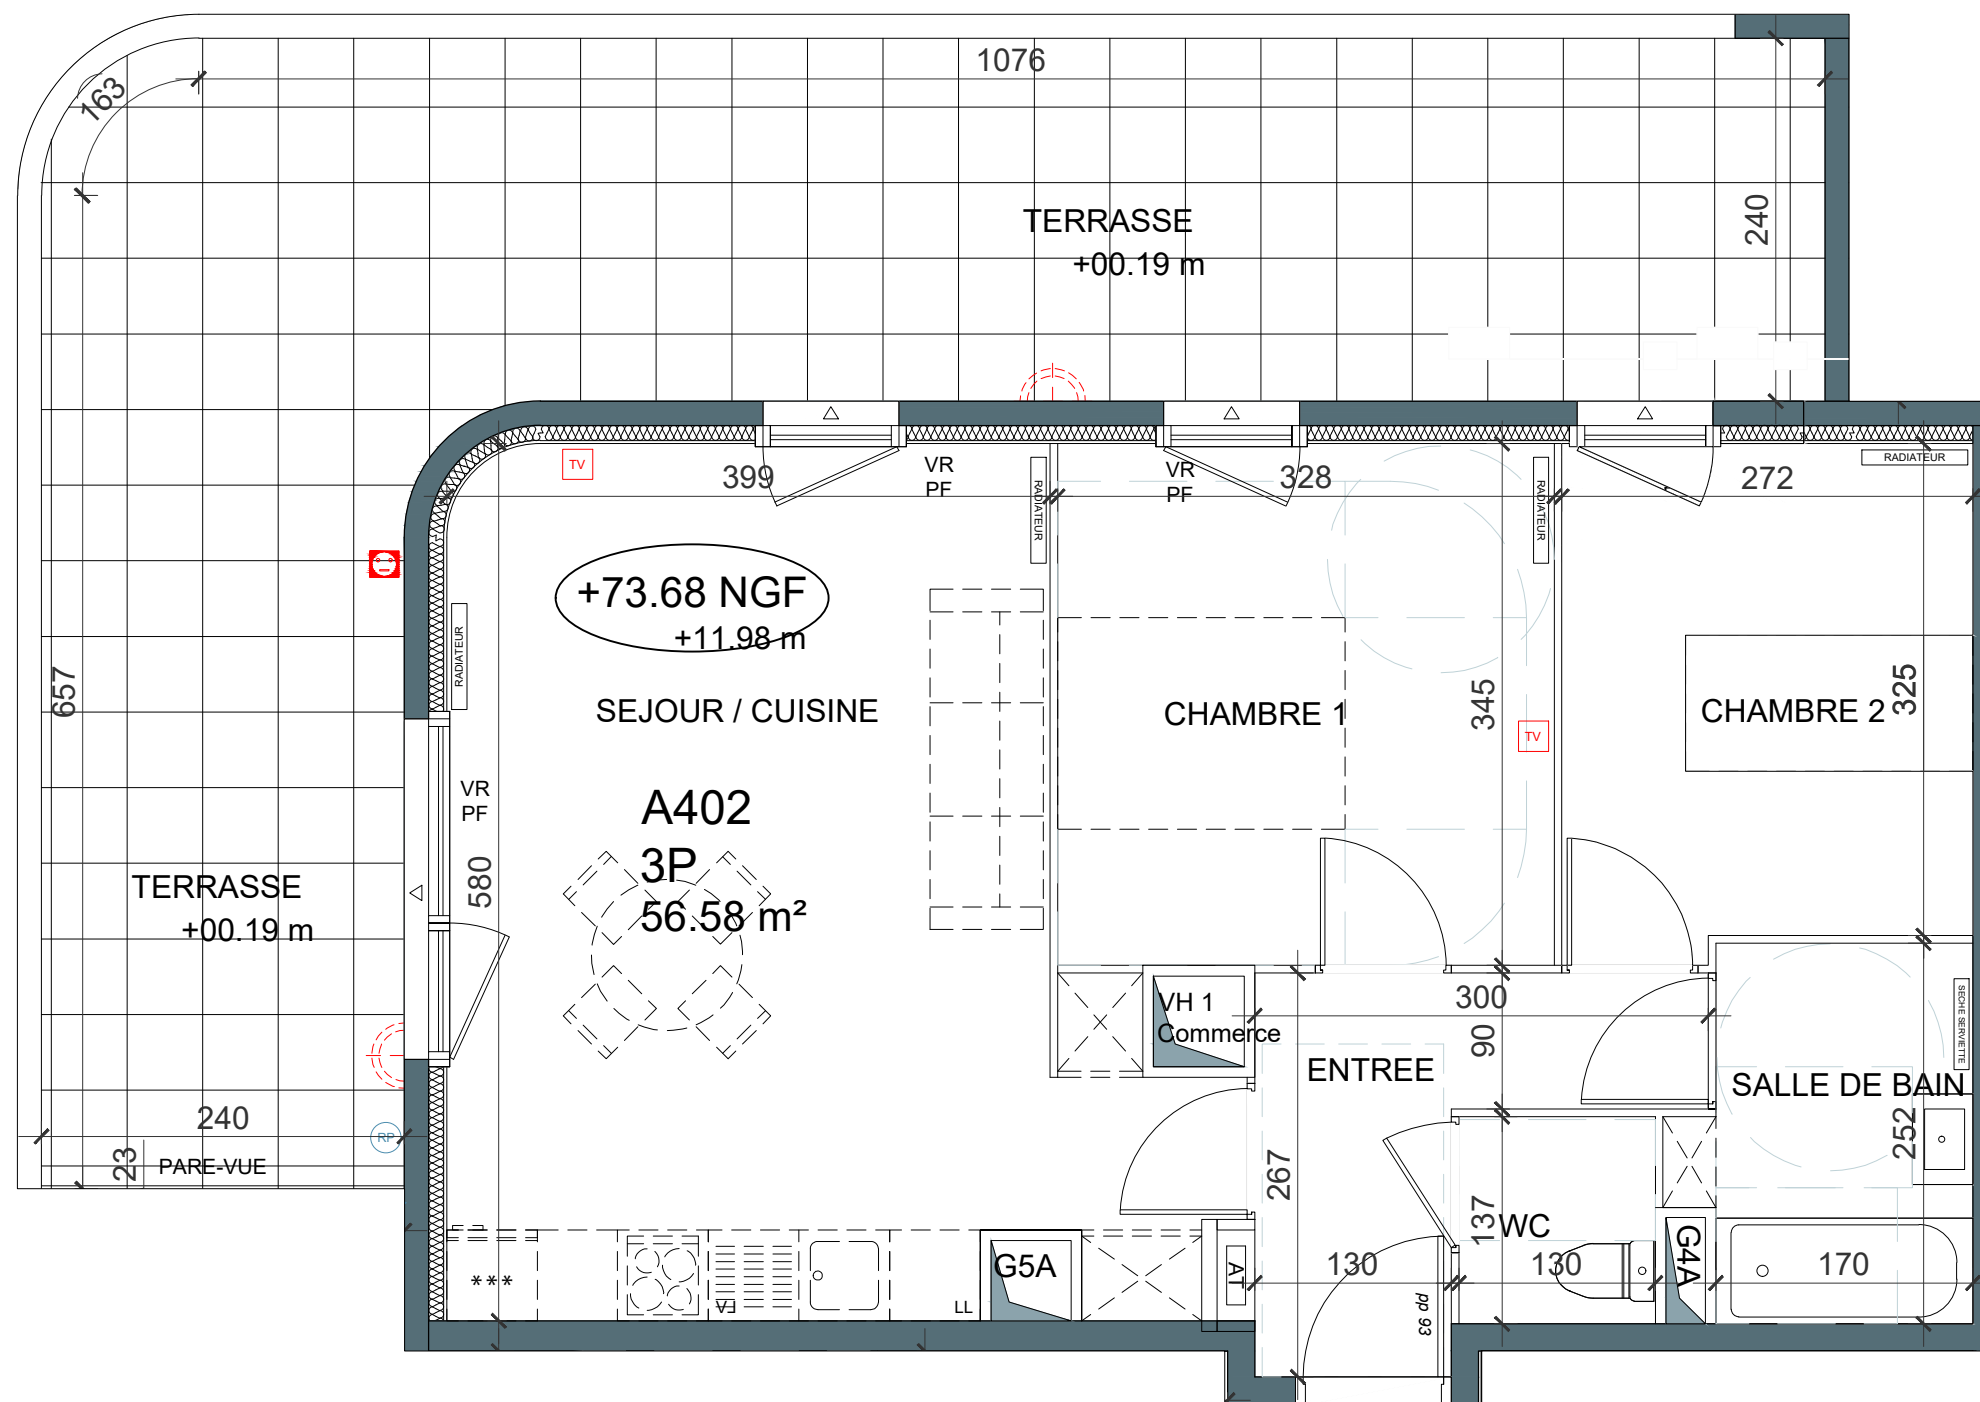 1076
163
TERRASSE
+00.19 m
240
TV
399
VR
PF
RADIATEUR
VR
PF
328
RADIATEUR
272
RADIATEUR
+73.68 NGF
+11.98 m
RADIATEUR
657
SEJOUR / CUISINE
CHAMBRE 1
345
TV
CHAMBRE 2
325
VR
PF
A402
3P
56.58 m²
580
TERRASSE
+00.19 m
VH 1
Commerce
300
90
SECHE SERVIETTE
ENTREE
SALLE DE BAIN
240
RP
23
PARE-VUE
267
252
137
WC
***
LV
LL
G5A
AT
130
130
G4A
170
pp 93